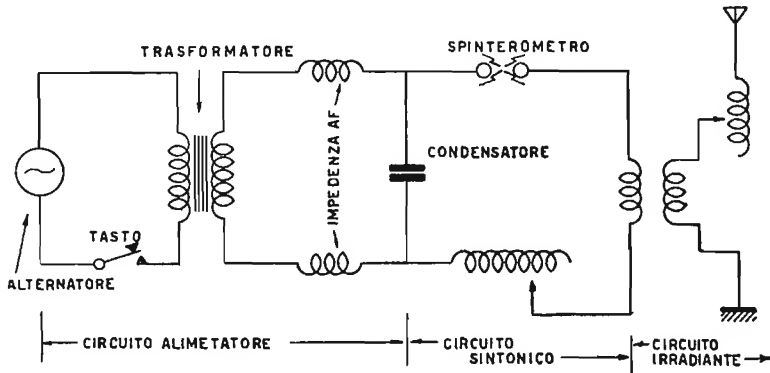 TRASFORMATORE
SPINTEROMETRO
IMPEDENZA AF
CONDENSATORE
TASTO
ALTERNATORE
CIRCUITO ALIMETATORE
CIRCUITO
SINTONICO
CIRCUITO
IRRADIANTE